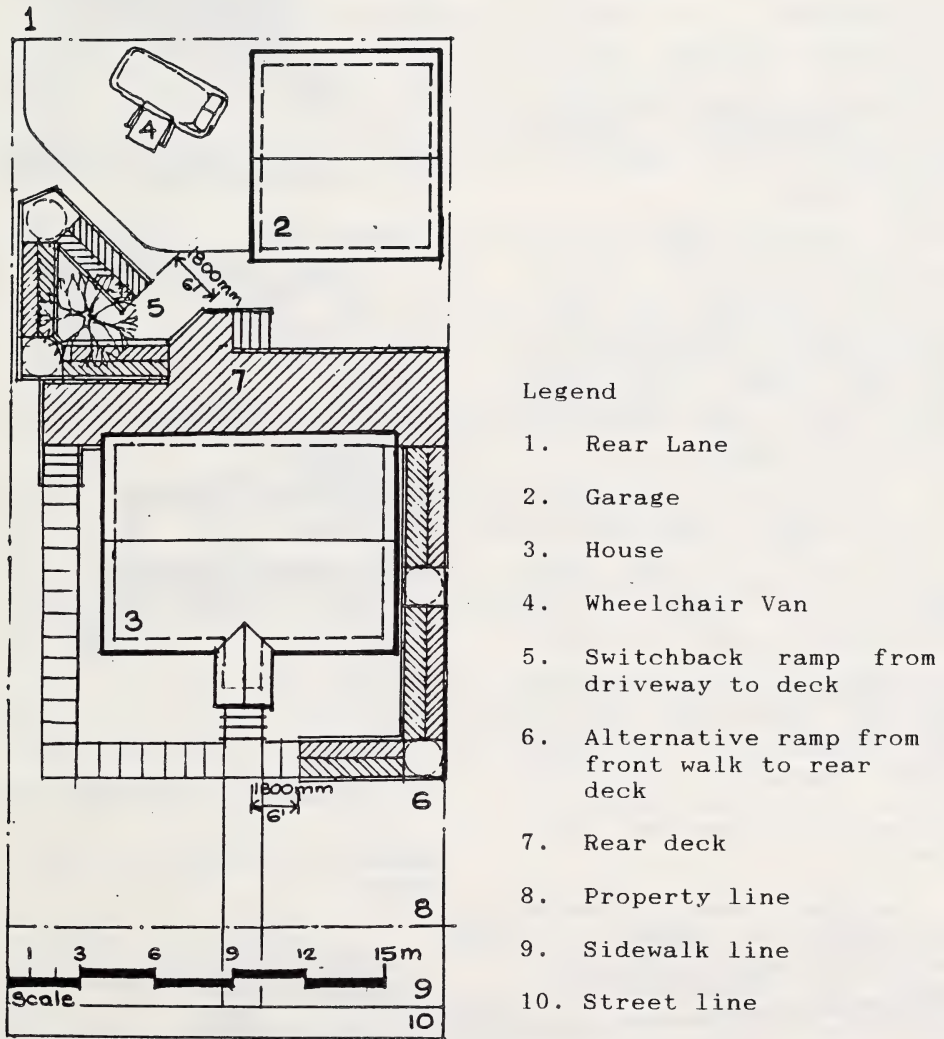 1
A
2
1800mm
6'
5
7
3
1800mm
6'
6
8
1 3 6 9 12 15m
scale
9
10
Legend
1. Rear Lane
2. Garage
3. House
4. Wheelchair Van
5. Switchback ramp from
driveway to deck
6. Alternative ramp from
front walk to rear
deck
7. Rear deck
8. Property line
9. Sidewalk line
10. Street line